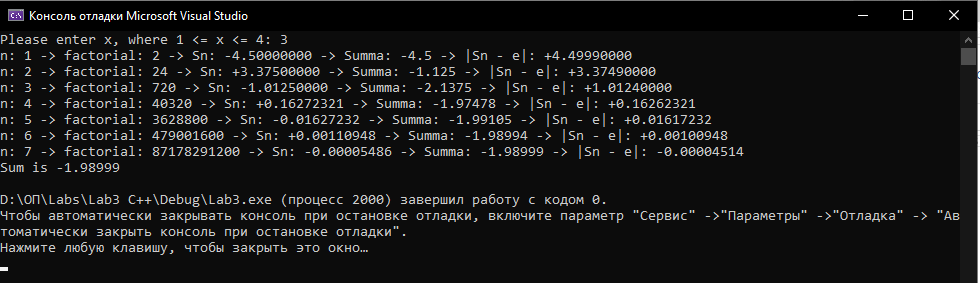 Консоль отладки Microsoft Visual Studio
Please enter x, where 1 <= x <= 4: 3
n: 1 -> factorial: 2 -> Sn: -4.50000000 -> Summa: -4.5 -> |Sn - e|: +4.49990000
n: 2 -> factorial: 24 -> Sn: +3.37500000 -> Summa: -1.125 -> |Sn - e|: +3.37490000
n: 3 -> factorial: 720 -> Sn: -1.01250000 -> Summa: -2.1375 -> |Sn - e|: +1.01240000
n: 4 -> factorial: 40320 -> Sn: +0.16272321 -> Summa: -1.97478 -> |Sn - e|: +0.16262321
n: 5 -> factorial: 3628800 -> Sn: -0.01627232 -> Summa: -1.99105 -> |Sn - e|: +0.01617232
n: 6 -> factorial: 479001600 -> Sn: +0.00110948 -> Summa: -1.98994 -> |Sn - e|: +0.00100948
n: 7 -> factorial: 87178291200 -> Sn: -0.00005486 -> Summa: -1.98999 -> |Sn - e|: -0.00004514
Sum is -1.98999
D:\ОП\Labs\Lab3 C++\Debug\Lab3.exe (процесс 2000) завершил работу с кодом 0.
Чтобы автоматически закрывать консоль при остановке отладки, включите параметр "Сервис" ->"Параметры" ->"Отладка" -> "Ав
томатически закрыть консоль при остановке отладки".
Нажмите любую клавишу, чтобы закрыть это окно…